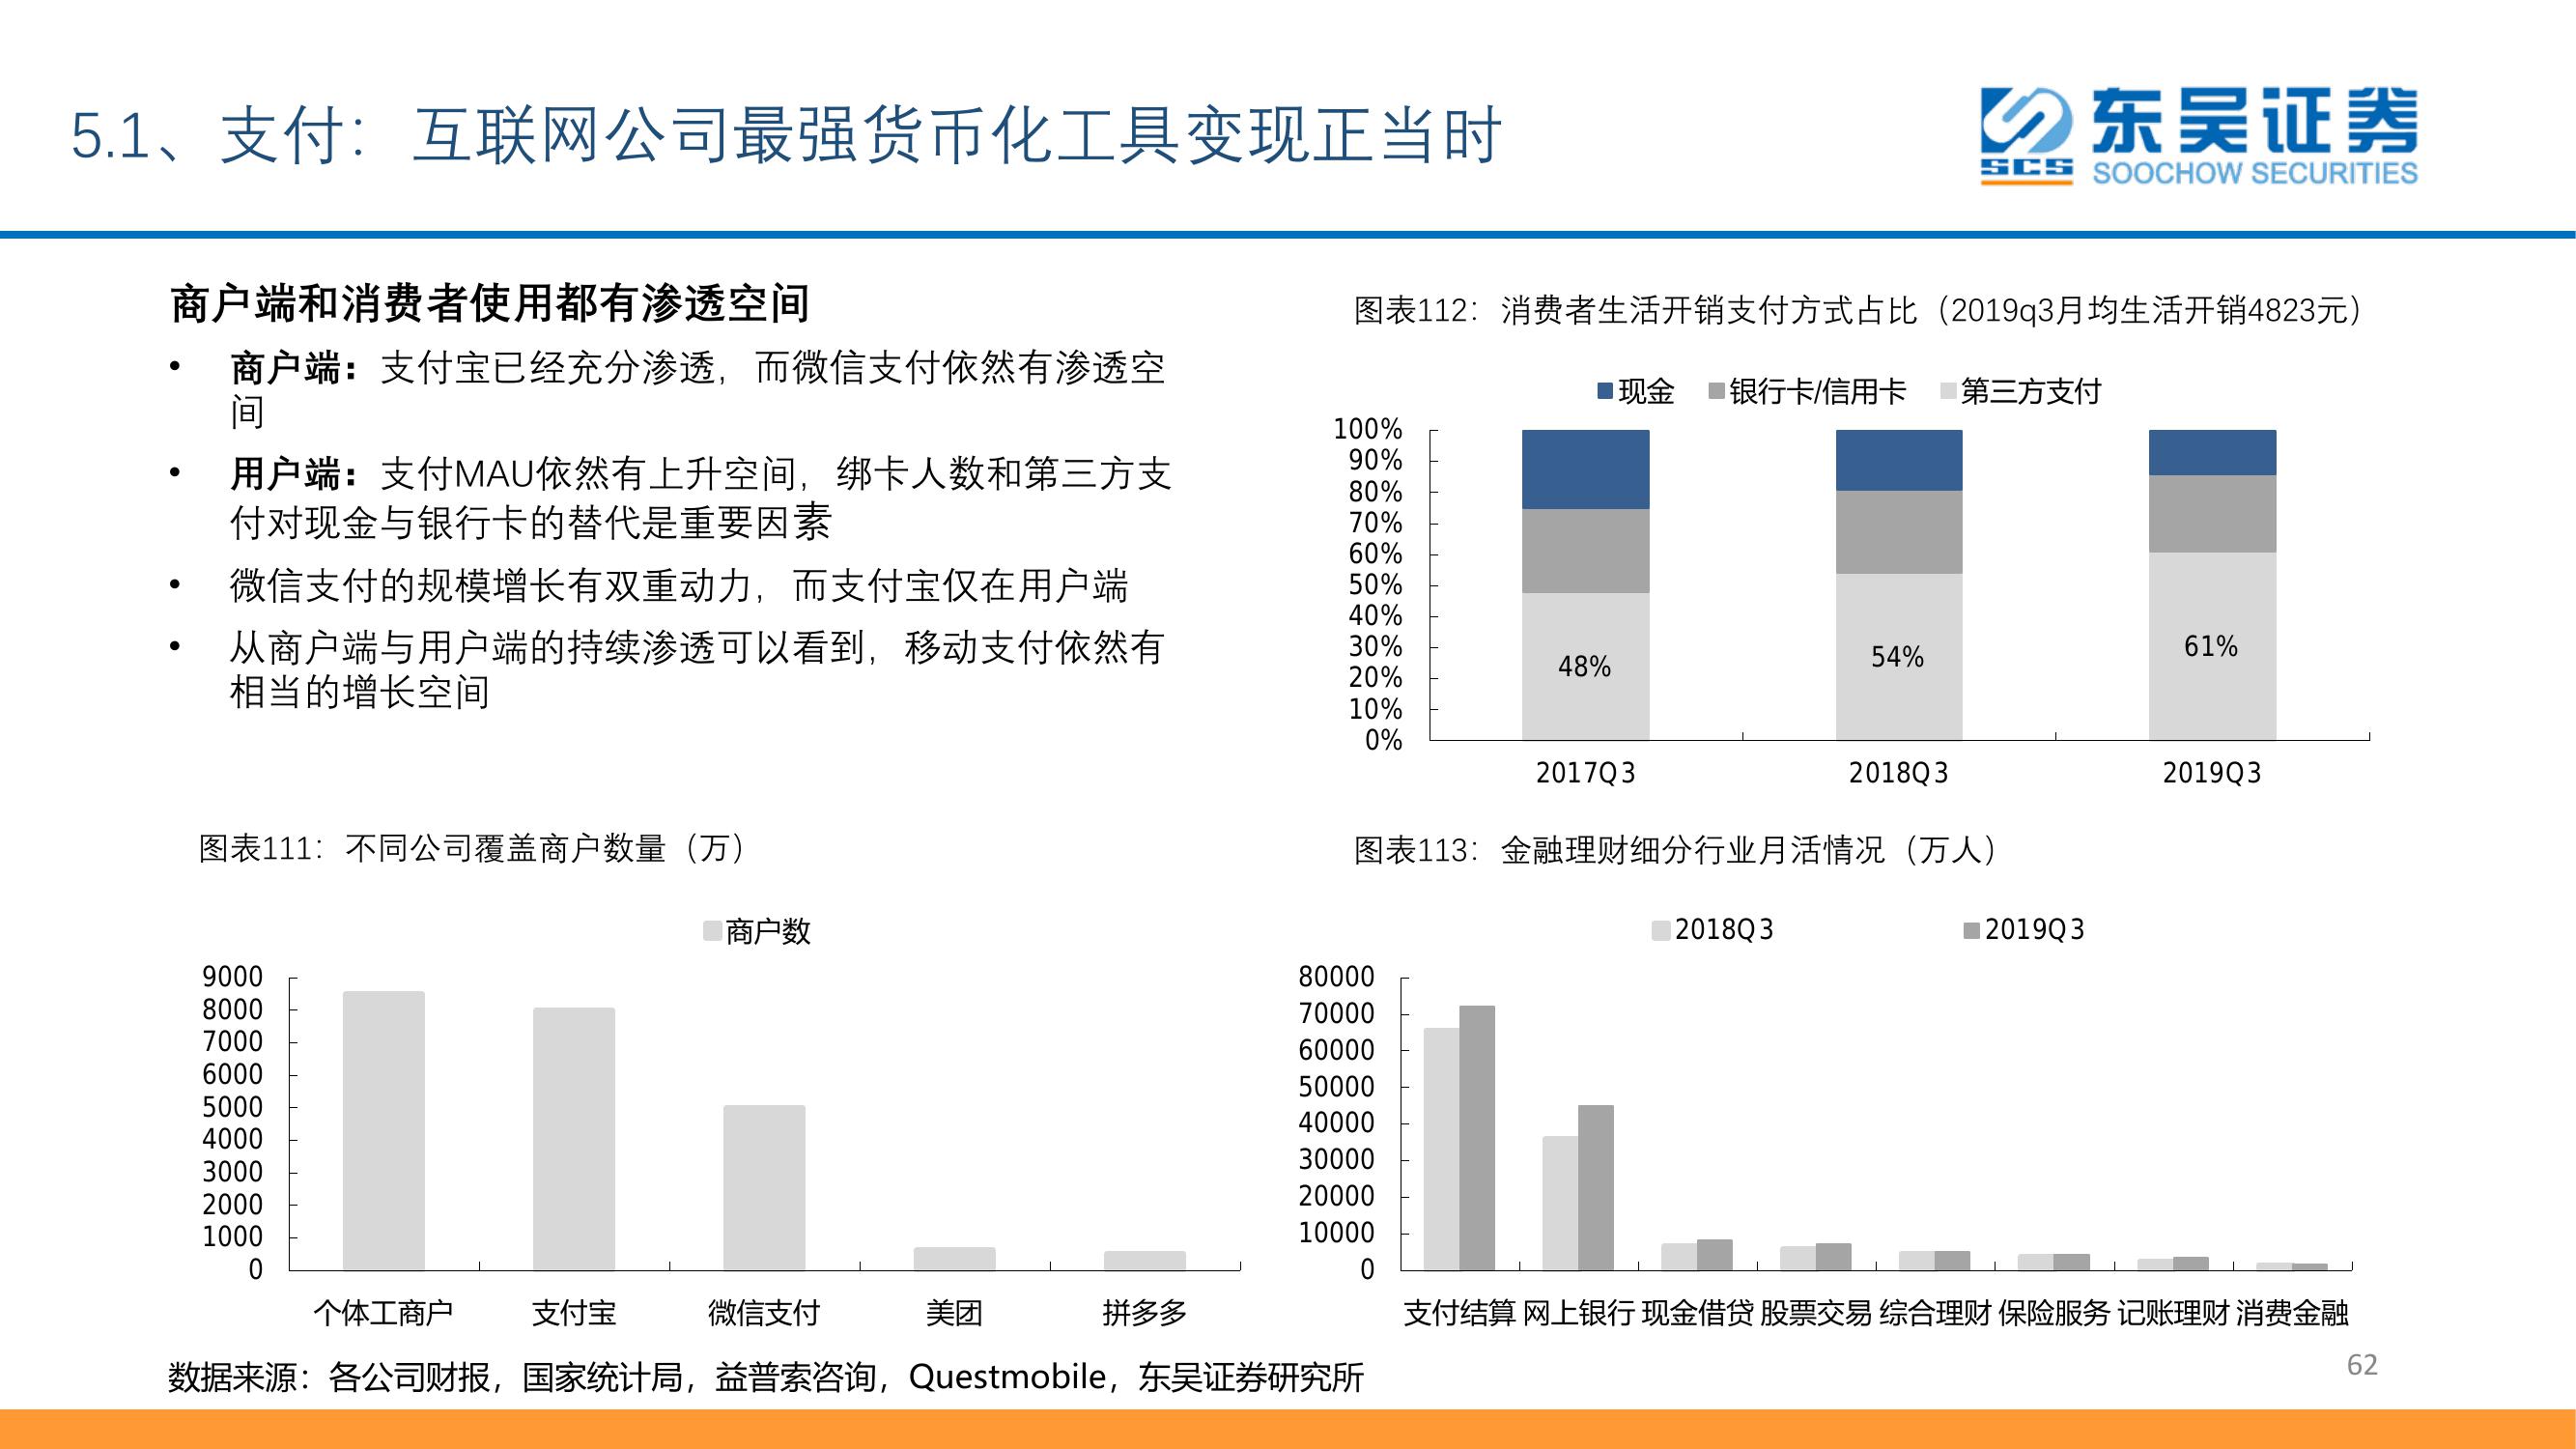 5.1、支付：互联网公司最强货币化工具变现正当时
东吴证券
SCS
SOOCHOW SECURITIES
商户端和消费者使用都有渗透空间
• 商户端：支付宝已经充分渗透，而微信支付依然有渗透空
间
• 用户端：支付MAU依然有上升空间，绑卡人数和第三方支
付对现金与银行卡的替代是重要因素
• 微信支付的规模增长有双重动力，而支付宝仅在用户端
• 从商户端与用户端的持续渗透可以看到，移动支付依然有
相当的增长空间
图表112：消费者生活开销支付方式占比（2019q3月均生活开销4823元）
现金 银行卡/信用卡 第三方支付
100%
90%
80%
70%
60%
50%
40%
30%
20%
10%
0%
48% 54% 61%
2017Q3 2018Q3 2019Q3
图表111：不同公司覆盖商户数量（万）
商户数
9000
8000
7000
6000
5000
4000
3000
2000
1000
0
个体工商户 支付宝 微信支付 美团 拼多多
图表113：金融理财细分行业月活情况（万人）
2018Q3 2019Q3
80000
70000
60000
50000
40000
30000
20000
10000
0
支付结算 网上银行 现金借贷 股票交易 综合理财 保险服务 记账理财 消费金融
数据来源：各公司财报，国家统计局，益普索咨询，Questmobile，东吴证券研究所
62